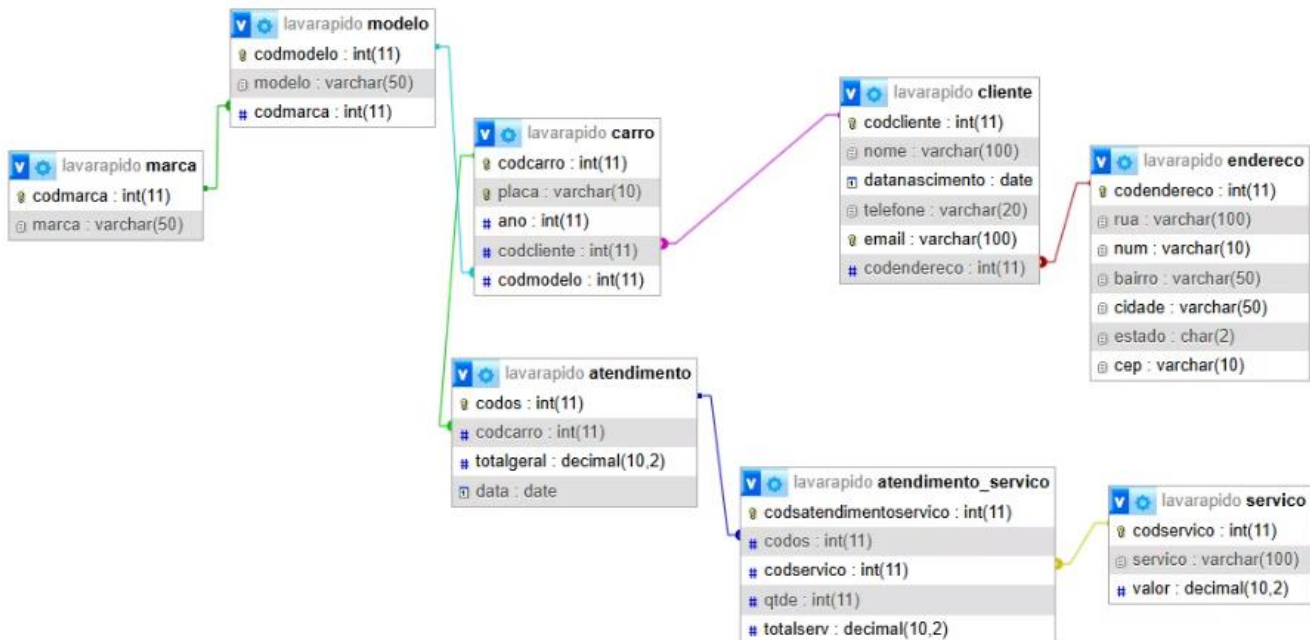 lavarapido modelo
codmodelo : int(11)
modelo : varchar(50)
codmarca : int(11)
lavarapido marca
codmarca : int(11)
marca : varchar(50)
lavarapido carro
codcarro : int(11)
placa : varchar(10)
ano : int(11)
codcliente : int(11)
codmodelo : int(11)
lavarapido cliente
codcliente : int(11)
nome : varchar(100)
datanascimento : date
telefone : varchar(20)
email : varchar(100)
codendereco : int(11)
lavarapido endereco
codendereco : int(11)
rua : varchar(100)
num : varchar(10)
bairro : varchar(50)
cidade : varchar(50)
estado : char(2)
cep : varchar(10)
lavarapido atendimento
codos : int(11)
codcarro : int(11)
totalgeral : decimal(10,2)
data : date
lavarapido atendimento_servico
codsatendimentoservico : int(11)
codos : int(11)
codservico : int(11)
qtde : int(11)
totalserv : decimal(10,2)
lavarapido servico
codservico : int(11)
servico : varchar(100)
valor : decimal(10,2)